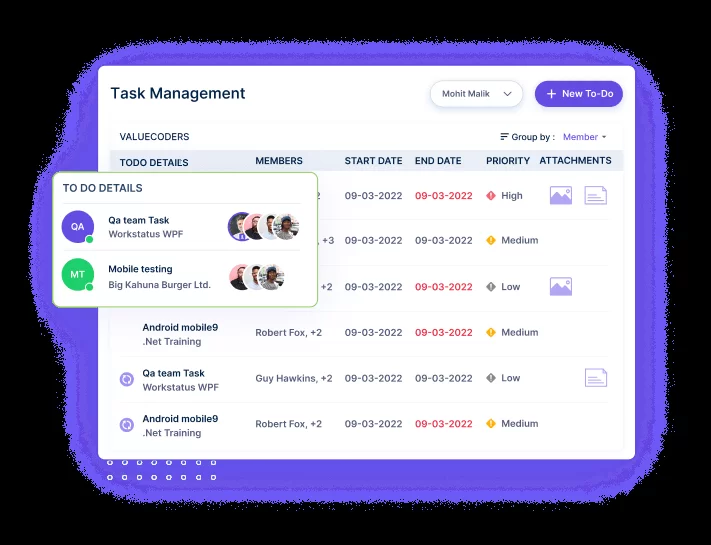 Task Management
Mohit Malik
+ New To-Do
VALUECODERS
Group by : Member
TODO DETAILS MEMBERS START DATE END DATE PRIORITY ATTACHMENTS
TO DO DETAILS
2 09-03-2022 09-03-2022 High
QA Qa team Task
Workstatus WPF
, +3 09-03-2022 09-03-2022 Medium
MT Mobile testing
Big Kahuna Burger Ltd.
+2 09-03-2022 09-03-2022 Low
Android mobile9
.Net Training
Robert Fox, +2 09-03-2022 09-03-2022 Medium
Qa team Task
Workstatus WPF
Guy Hawkins, +2 09-03-2022 09-03-2022 Low
Android mobile9
.Net Training
Robert Fox, +2 09-03-2022 09-03-2022 Medium